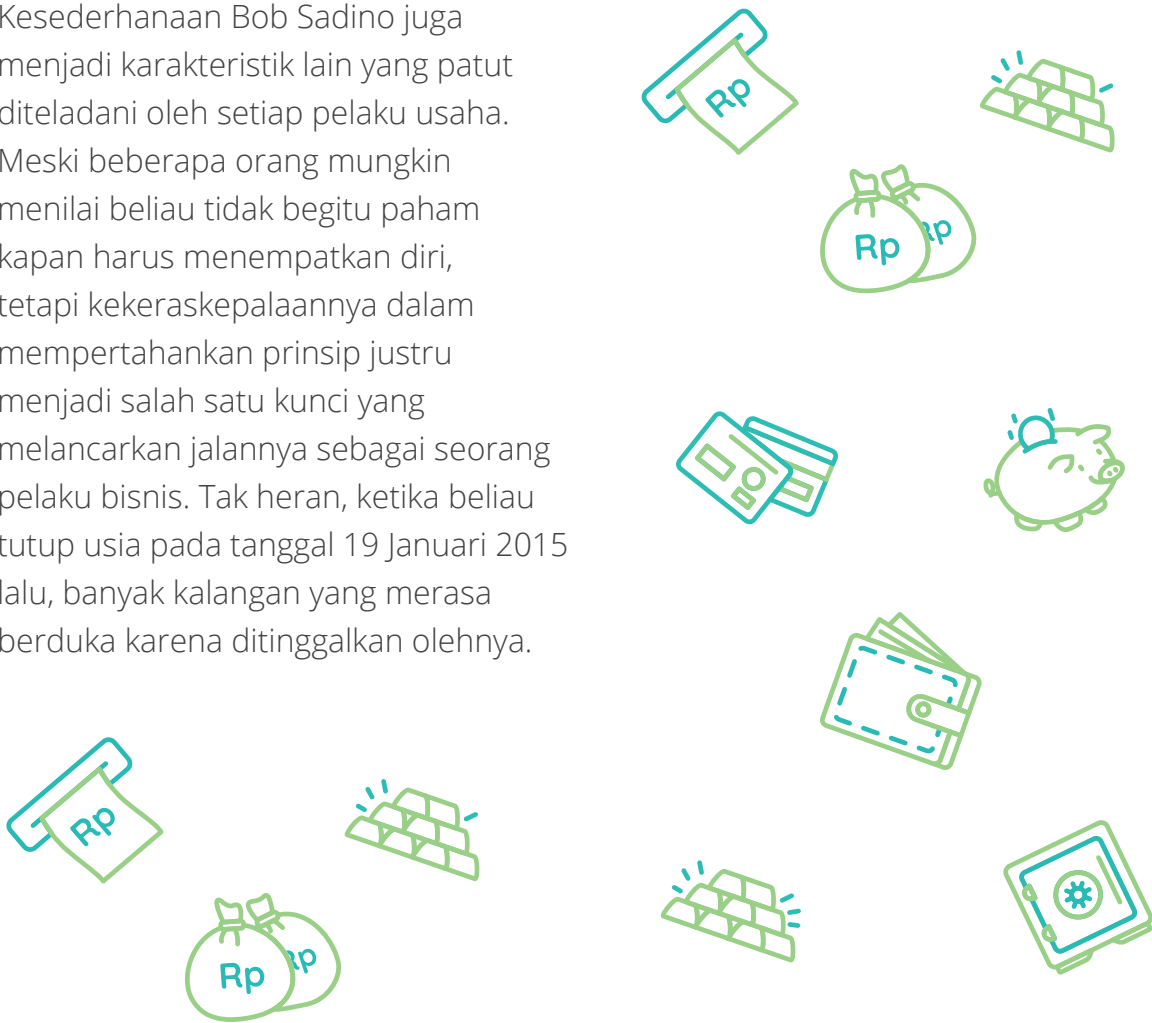 Kesederhanaan Bob Sadino juga
menjadi karakteristik lain yang patut
diteladani oleh setiap pelaku usaha.
Meski beberapa orang mungkin
menilai beliau tidak begitu paham
kapan harus menempatkan diri,
tetapi kekeraskepalaannya dalam
mempertahankan prinsip justru
menjadi salah satu kunci yang
melancarkan jalannya sebagai seorang
pelaku bisnis. Tak heran, ketika beliau
tutup usia pada tanggal 19 Januari 2015
lalu, banyak kalangan yang merasa
berduka karena ditinggalkan olehnya.
Rp
Rp
Rp
Rp
Rp
Rp